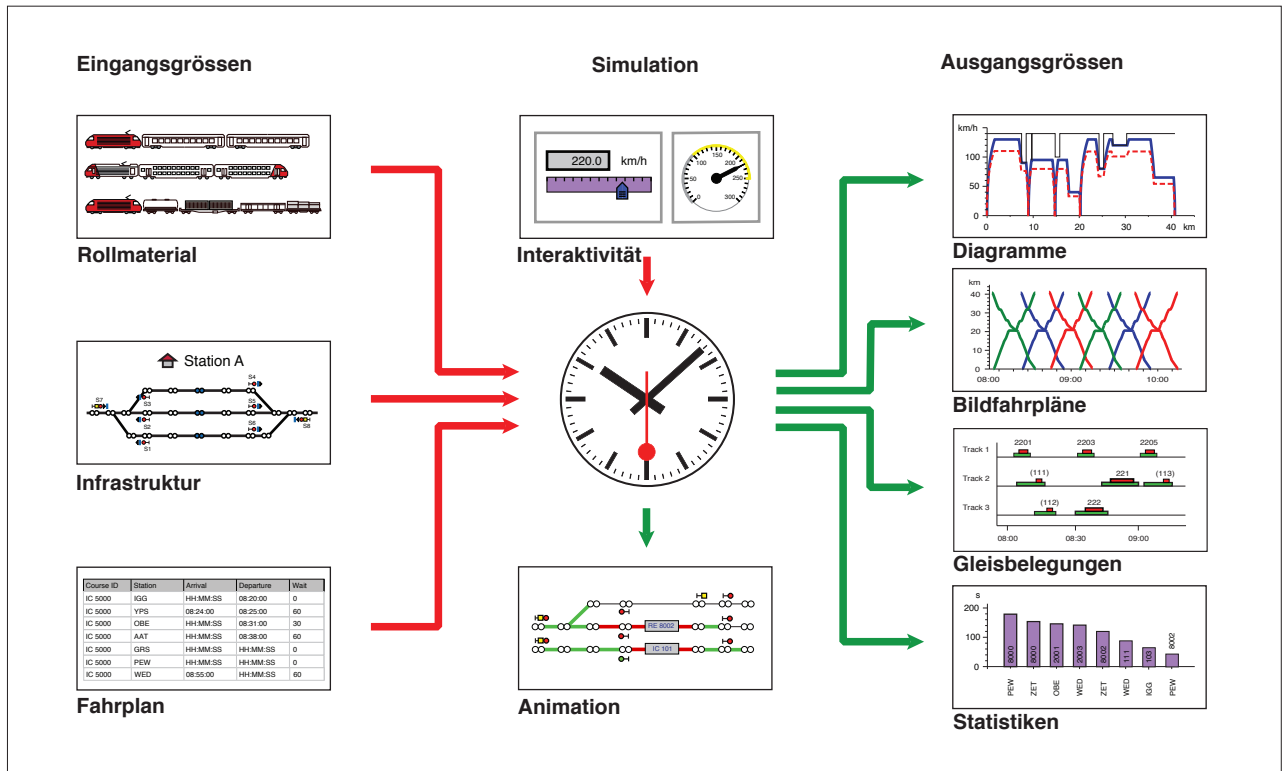 Eingangsgrössen
Simulation
Ausgangsgrössen
Rollmaterial
220.0 km/h
0 50 100 150 200 250 300
Interaktivität
km/h
100
50
0
0 10 20 30 40 km
Diagramme
km
40
30
20
10
0
08:00 09:00 10:00
Bildfahrpläne
Station A
S4
S7 S3 S5
S2 S6 S8
S1
Infrastruktur
2201 2203 2205
Track 1
(111) 221 (113)
Track 2
(112) 222
Track 3
08:00 08:30 09:00
Gleisbelegungen
Course ID Station Arrival Departure Wait
IC 5000 IGG HH:MM:SS 08:20:00 0
IC 5000 YPS 08:24:00 08:25:00 60
IC 5000 OBE HH:MM:SS 08:31:00 30
IC 5000 AAT HH:MM:SS 08:38:00 60
IC 5000 GRS HH:MM:SS HH:MM:SS 0
IC 5000 PEW HH:MM:SS HH:MM:SS 0
IC 5000 WED 08:55:00 HH:MM:SS 60
Fahrplan
RE 8002
IC 101
Animation
s
200
100
0
8000 8000 2001 2003 8002 111 103 8002
PEW ZET OBE WED ZET WED IGG PEW
Statistiken